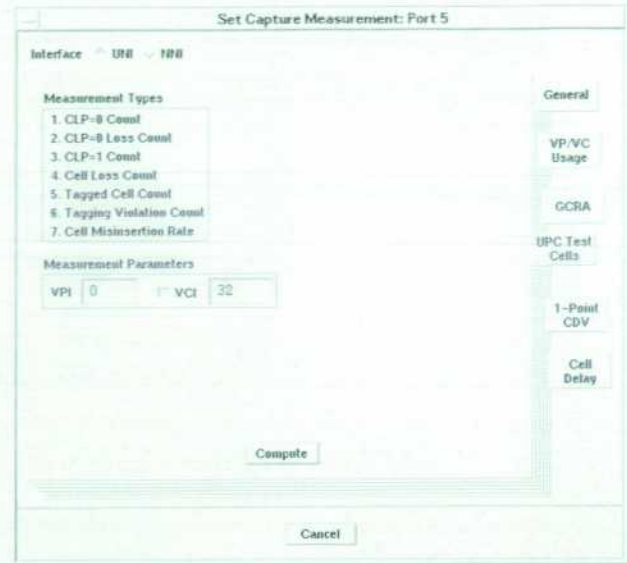 Set Capture Measurement: Port 5
Interface UNI NNI
Measurement Types
1. CLP=0 Count
2. CLP=0 Loss Count
3. CLP=1 Count
4. Cell Loss Count
5. Tagged Cell Count
6. Tagging Violation Count
7. Cell Misinsertion Rate
Measurement Parameters
VPI 0 VCI 32
General
VP/VC
Usage
GCRA
UPC Test
Cells
1-Point
CDV
Cell
Delay
Compute
Cancel